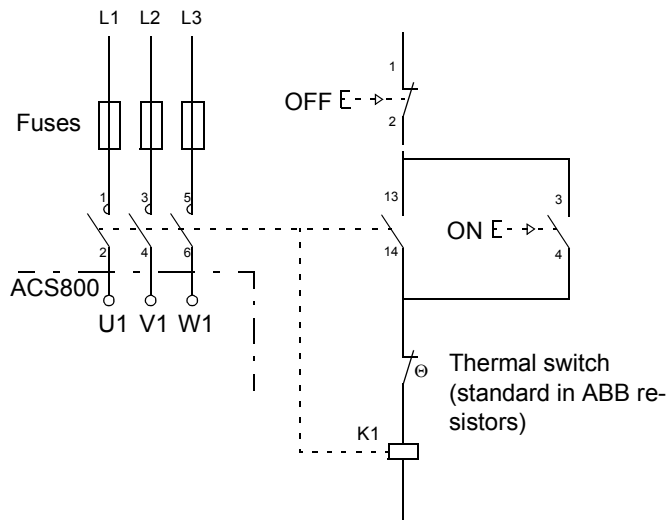 L1 L2 L3
1
OFF
2
Fuses
1 3 5
13
3
ON
2 4 6
14
4
ACS800
U1 V1 W1
Θ
Thermal switch
(standard in ABB re-
sistors)
K1